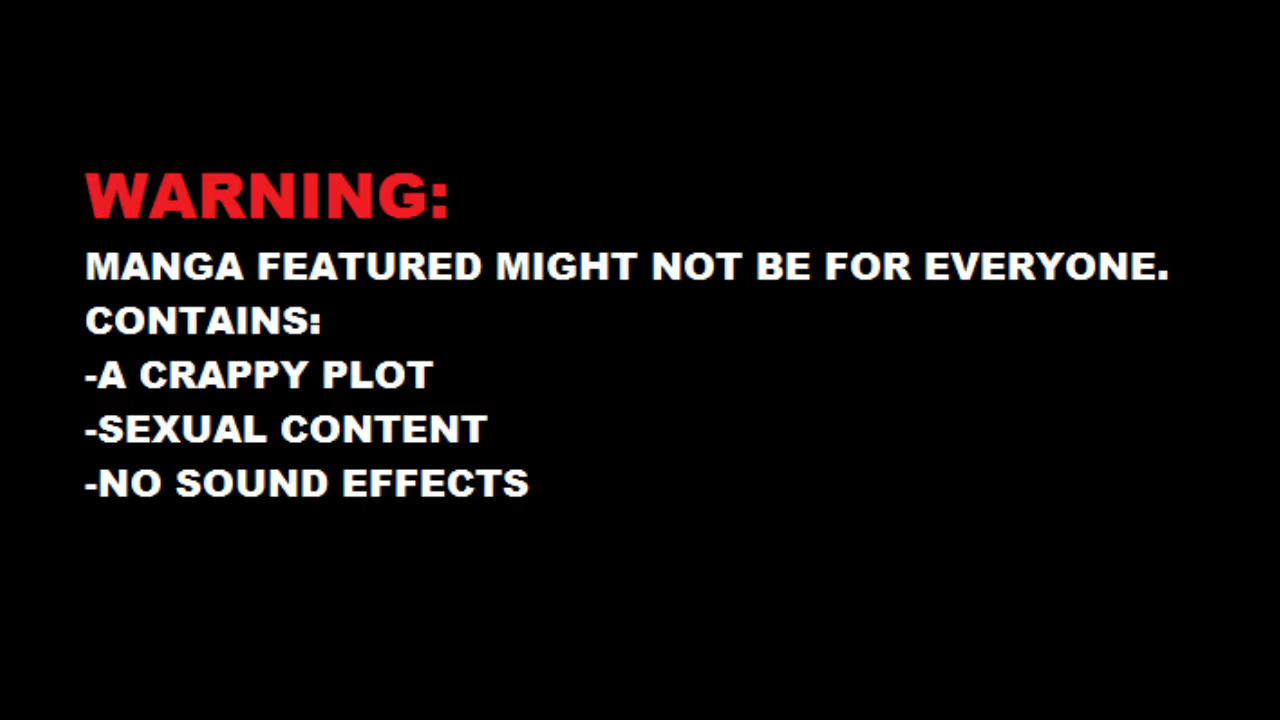 WARNING:
MANGA FEATURED MIGHT NOT BE FOR EVERYONE.
CONTAINS:
-A CRAPPY PLOT
-SEXUAL CONTENT
-NO SOUND EFFECTS